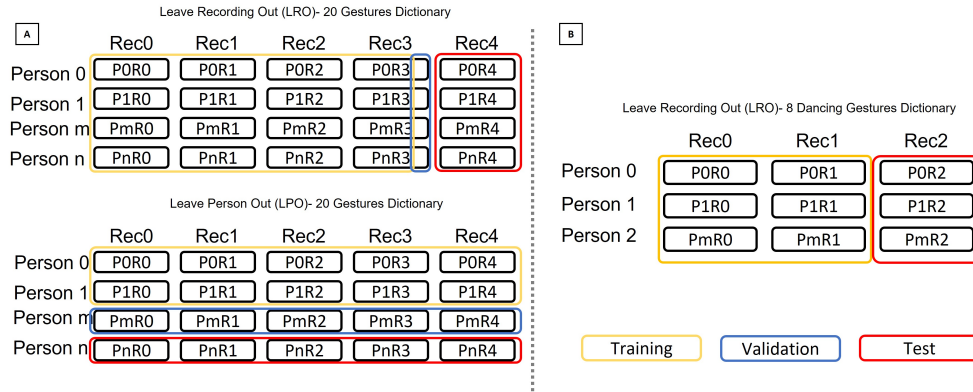 Leave Recording Out (LRO)- 20 Gestures Dictionary
A
Rec0 Rec1 Rec2 Rec3 Rec4
Person 0 P0R0 P0R1 P0R2 P0R3 P0R4
Person 1 P1R0 P1R1 P1R2 P1R3 P1R4
Person m PmR0 PmR1 PmR2 PmR3 PmR4
Person n PnR0 PnR1 PnR2 PnR3 PnR4
Leave Person Out (LPO)- 20 Gestures Dictionary
Rec0 Rec1 Rec2 Rec3 Rec4
Person 0 P0R0 P0R1 P0R2 P0R3 P0R4
Person 1 P1R0 P1R1 P1R2 P1R3 P1R4
Person m PmR0 PmR1 PmR2 PmR3 PmR4
Person n PnR0 PnR1 PnR2 PnR3 PnR4
B
Leave Recording Out (LRO)- 8 Dancing Gestures Dictionary
Rec0 Rec1 Rec2
Person 0 P0R0 P0R1 P0R2
Person 1 P1R0 P1R1 P1R2
Person 2 PmR0 PmR1 PmR2
Training Validation Test